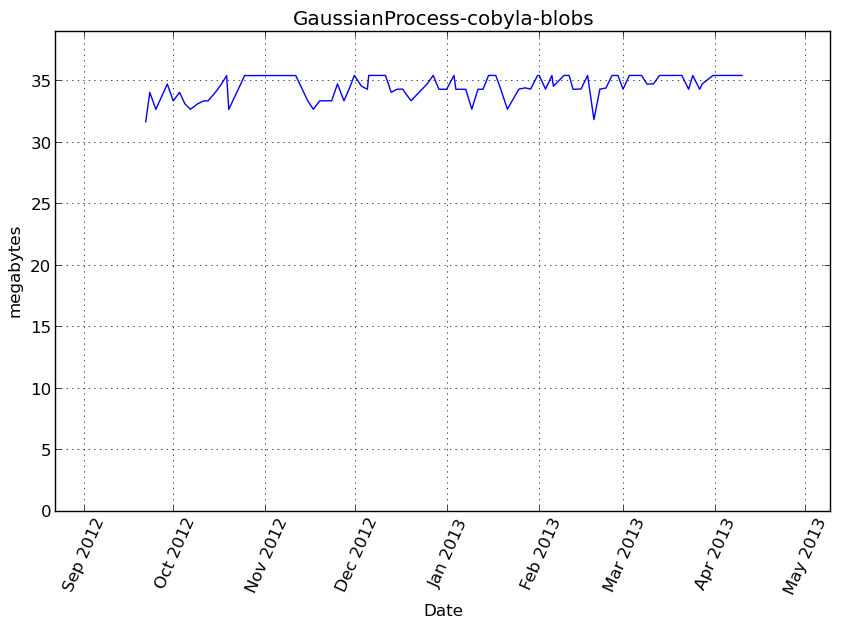 GaussianProcess-cobyla-blobs
35
30
25
20
15
10
5
0
megabytes
Sep 2012
Oct 2012
Nov 2012
Dec 2012
Jan 2013
Feb 2013
Mar 2013
Apr 2013
May 2013
Date